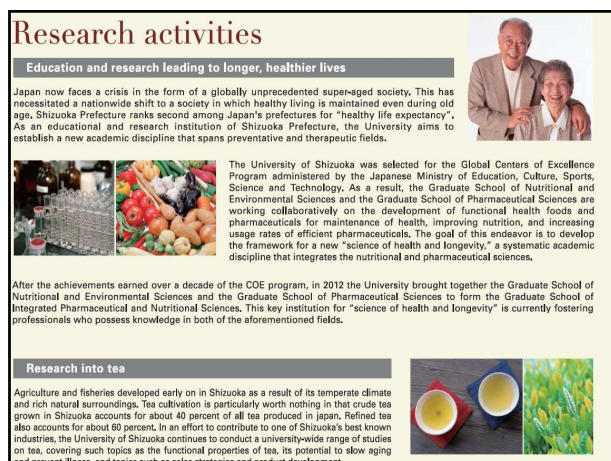 Research activities
Education and research leading to longer, healthier lives
Japan now faces a crisis in the form of a globally unprecedented super-aged society. This has
necessitated a nationwide shift to a society in which healthy living is maintained even during old
age. Shizuoka Prefecture ranks second among Japan's prefectures for "healthy life expectancy".
As an educational and research institution of Shizuoka Prefecture, the University aims to
establish a new academic discipline that spans preventative and therapeutic fields.
The University of Shizuoka was selected for the Global Centers of Excellence
Program administered by the Japanese Ministry of Education, Culture, Sports,
Science and Technology. As a result, the Graduate School of Nutritional and
Environmental Sciences and the Graduate School of Pharmaceutical Sciences are
working collaboratively on the development of functional health foods and
pharmaceuticals for maintenance of health, improving nutrition, and increasing
usage rates of efficient pharmaceuticals. The goal of this endeavor is to develop
the framework for a new "science of health and longevity," a systematic academic
discipline that integrates the nutritional and pharmaceutical sciences.
After the achievements earned over a decade of the COE program, in 2012 the University brought together the Graduate School of
Nutritional and Environmental Sciences and the Graduate School of Pharmaceutical Sciences to form the Graduate School of
Integrated Pharmaceutical and Nutritional Sciences. This key institution for "science of health and longevity" is currently fostering
professionals who possess knowledge in both of the aforementioned fields.
Research into tea
Agriculture and fisheries developed early on in Shizuoka as a result of its temperate climate
and rich natural surroundings. Tea cultivation is particularly worth nothing in that crude tea
grown in Shizuoka accounts for about 40 percent of all tea produced in japan. Refined tea
also accounts for about 60 percent. In an effort to contribute to one of Shizuoka's best known
industries, the University of Shizuoka continues to conduct a university-wide range of studies
on tea, covering such topics as the functional properties of tea, its potential to slow aging
and prevent illness, and topics such as sales strategies and product development.